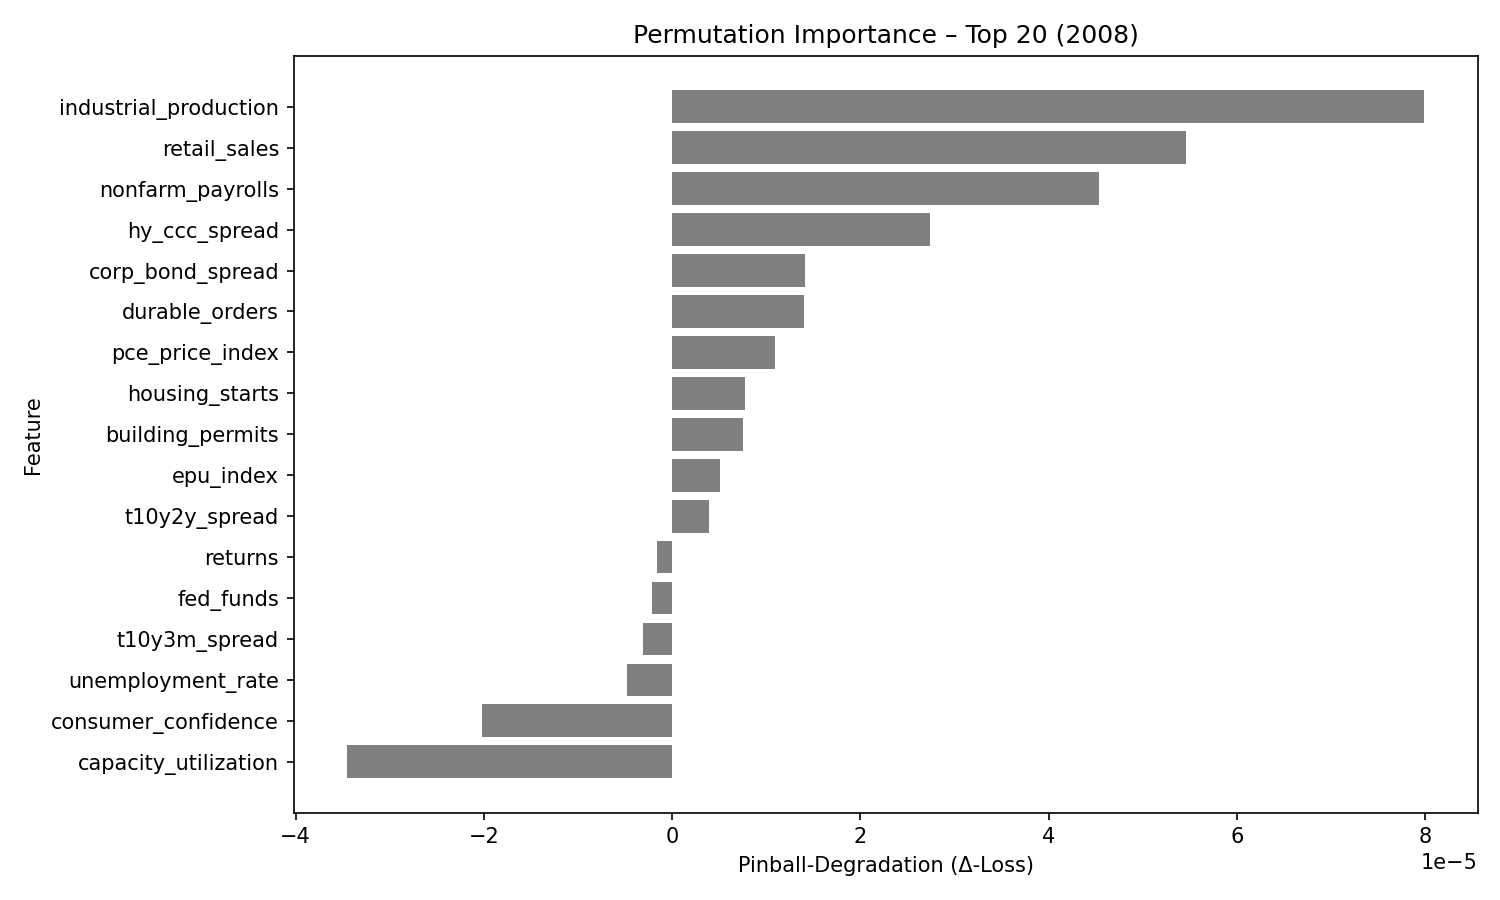 Permutation Importance – Top 20 (2008)
industrial_production
retail_sales
nonfarm_payrolls
hy_ccc_spread
corp_bond_spread
durable_orders
pce_price_index
housing_starts
building_permits
epu_index
t10y2y_spread
returns
fed_funds
t10y3m_spread
unemployment_rate
consumer_confidence
capacity_utilization
Feature
−4 −2 0 2 4 6 8
1e−5
Pinball-Degradation (Δ-Loss)